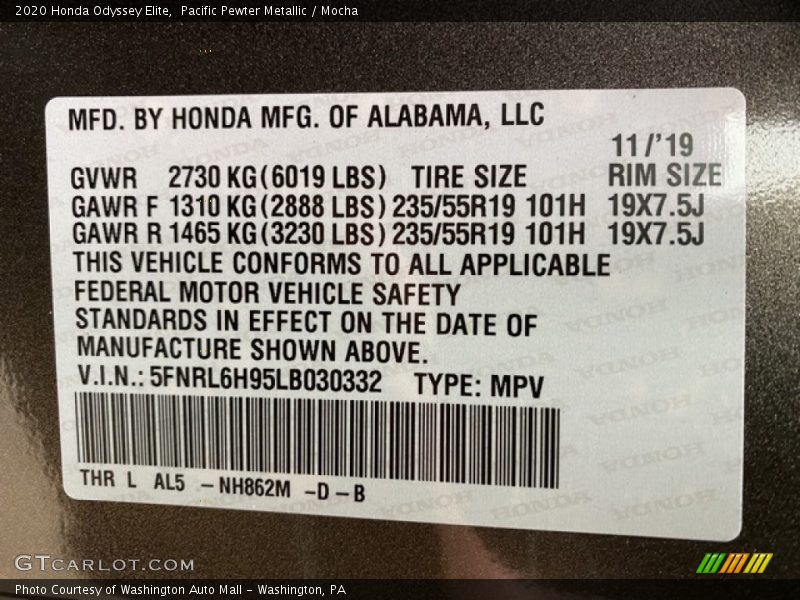 2020 Honda Odyssey Elite, Pacific Pewter Metallic / Mocha
MFD. BY HONDA MFG. OF ALABAMA, LLC
11/'19
GVWR 2730 KG(6019 LBS) TIRE SIZE RIM SIZE
GAWR F 1310 KG(2888 LBS) 235/55R19 101H 19X7.5J
GAWR R 1465 KG(3230 LBS) 235/55R19 101H 19X7.5J
THIS VEHICLE CONFORMS TO ALL APPLICABLE
FEDERAL MOTOR VEHICLE SAFETY
STANDARDS IN EFFECT ON THE DATE OF
MANUFACTURE SHOWN ABOVE.
V.I.N.: 5FNRL6H95LB030332 TYPE: MPV
THR L AL5 –NH862M –D–B
GTCARLOT.COM
Photo Courtesy of Washington Auto Mall - Washington, PA